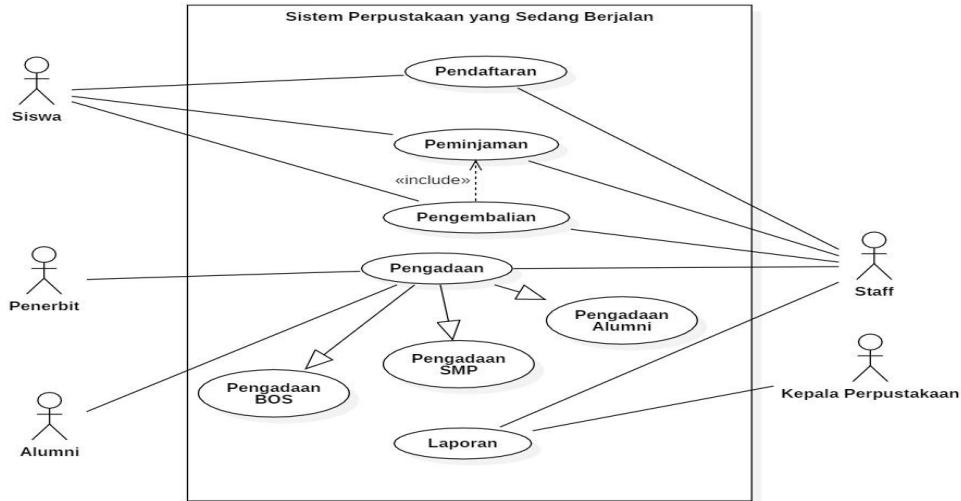 Sistem Perpustakaan yang Sedang Berjalan
Siswa
Pendaftaran
Peminjaman
«include»
Pengembalian
Penerbit
Pengadaan
Staff
Pengadaan
Alumni
Pengadaan
SMP
Pengadaan
BOS
Kepala Perpustakaan
Alumni
Laporan